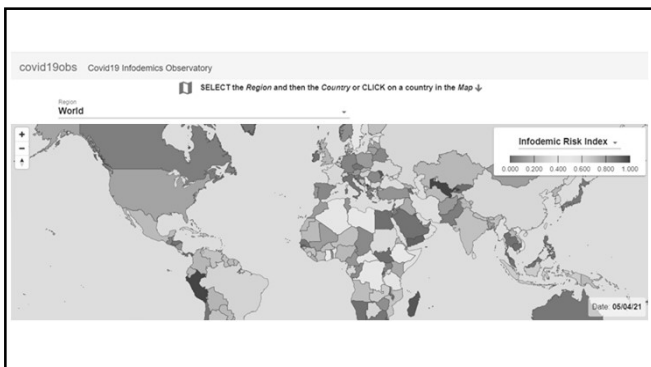 covid19obs Covid19 Infodemics Observatory
SELECT the Region and then the Country or CLICK on a country in the Map ↓
Region
World
+
−
Infodemic Risk Index
0.000 0.200 0.400 0.600 0.800 1.000
Date: 05/04/21